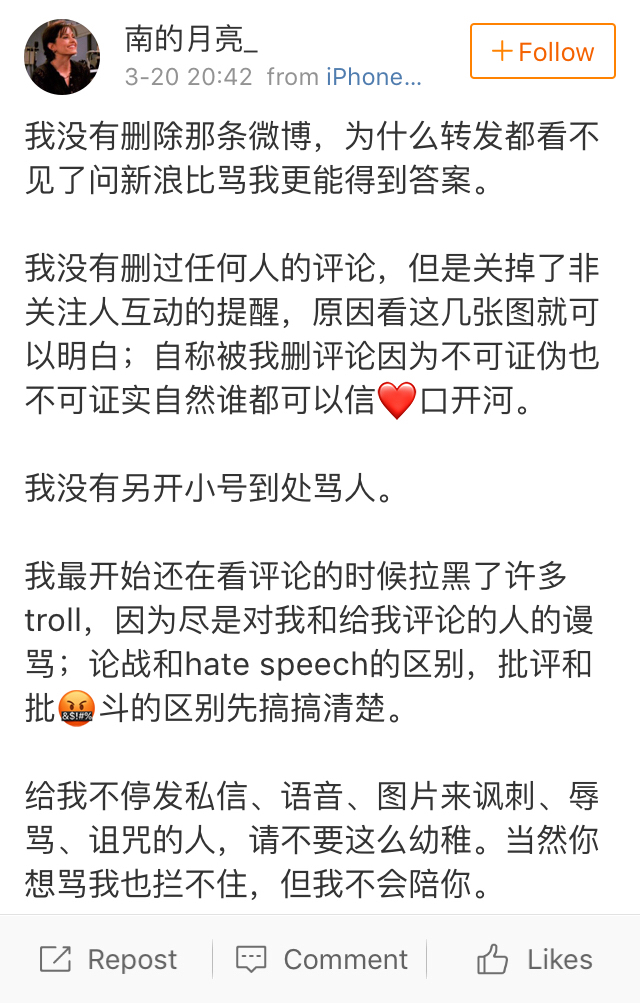 南的月亮_
3-20 20:42 from iPhone...
+Follow
我没有删除那条微博，为什么转发都看不
见了问新浪比骂我更能得到答案。
我没有删过任何人的评论，但是关掉了非
关注人互动的提醒，原因看这几张图就可
以明白；自称被我删评论因为不可证伪也
不可证实自然谁都可以信❤️口开河。
我没有另开小号到处骂人。
我最开始还在看评论的时候拉黑了许多
troll，因为尽是对我和给我评论的人的谩
骂；论战和hate speech的区别，批评和
批🤬斗的区别先搞搞清楚。
给我不停发私信、语音、图片来讽刺、辱
骂、诅咒的人，请不要这么幼稚。当然你
想骂我也拦不住，但我不会陪你。
Repost
Comment
Likes